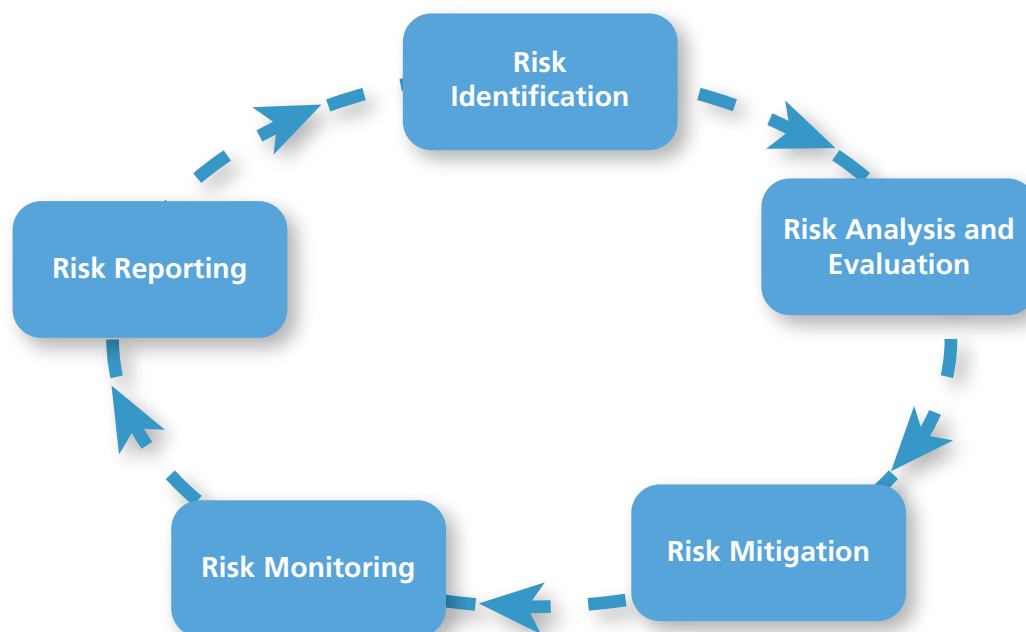 Risk
Identification
Risk Analysis and
Evaluation
Risk Mitigation
Risk Monitoring
Risk Reporting